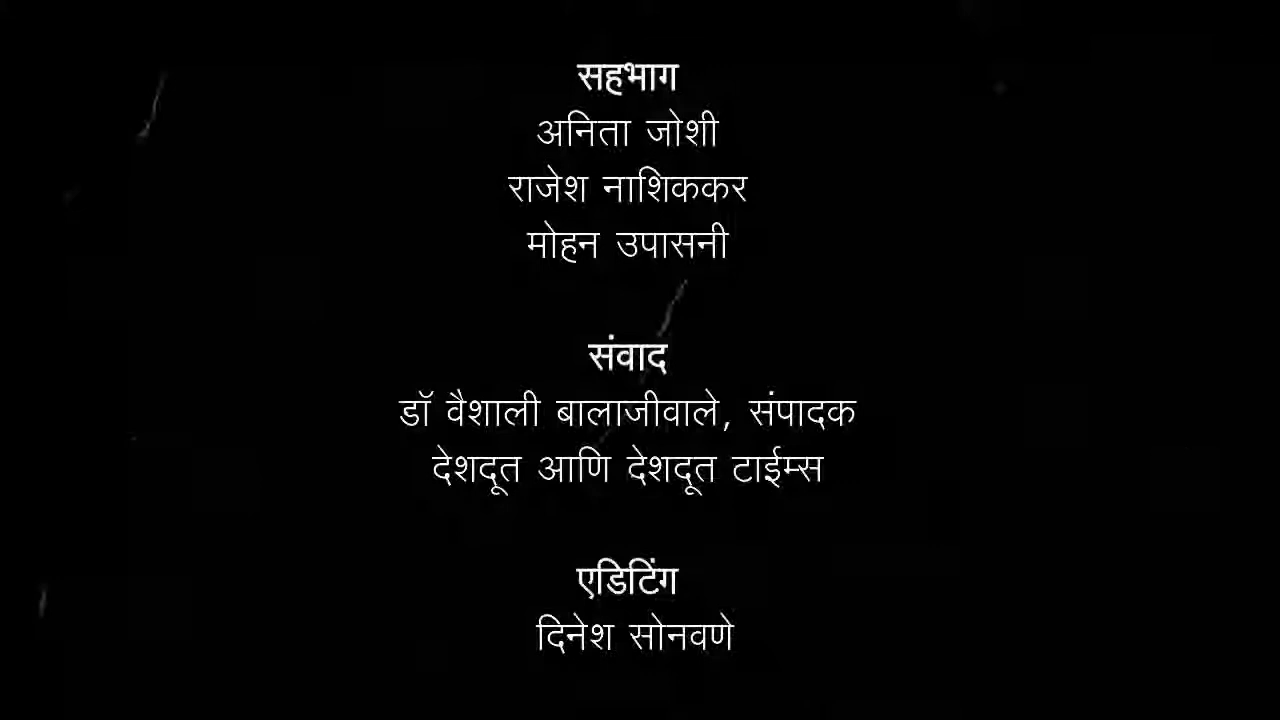 सहभाग
अनिता जोशी
राजेश नाशिककर
मोहन उपासनी
संवाद
डॉ वैशाली बालाजीवाले, संपादक
देशदूत आणि देशदूत टाईम्स
एडिटिंग
दिनेश सोनवणे